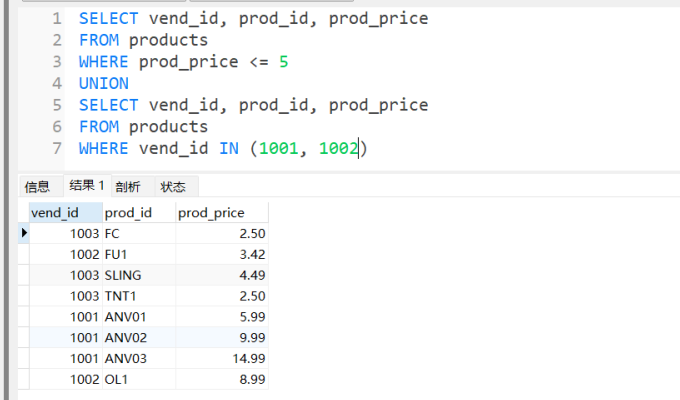 1 SELECT vend_id, prod_id, prod_price
2 FROM products
3 WHERE prod_price <= 5
4 UNION
5 SELECT vend_id, prod_id, prod_price
6 FROM products
7 WHERE vend_id IN (1001, 1002)
信息 结果 1 剖析 状态
vend_id prod_id prod_price
1003 FC 2.50
1002 FU1 3.42
1003 SLING 4.49
1003 TNT1 2.50
1001 ANV01 5.99
1001 ANV02 9.99
1001 ANV03 14.99
1002 OL1 8.99